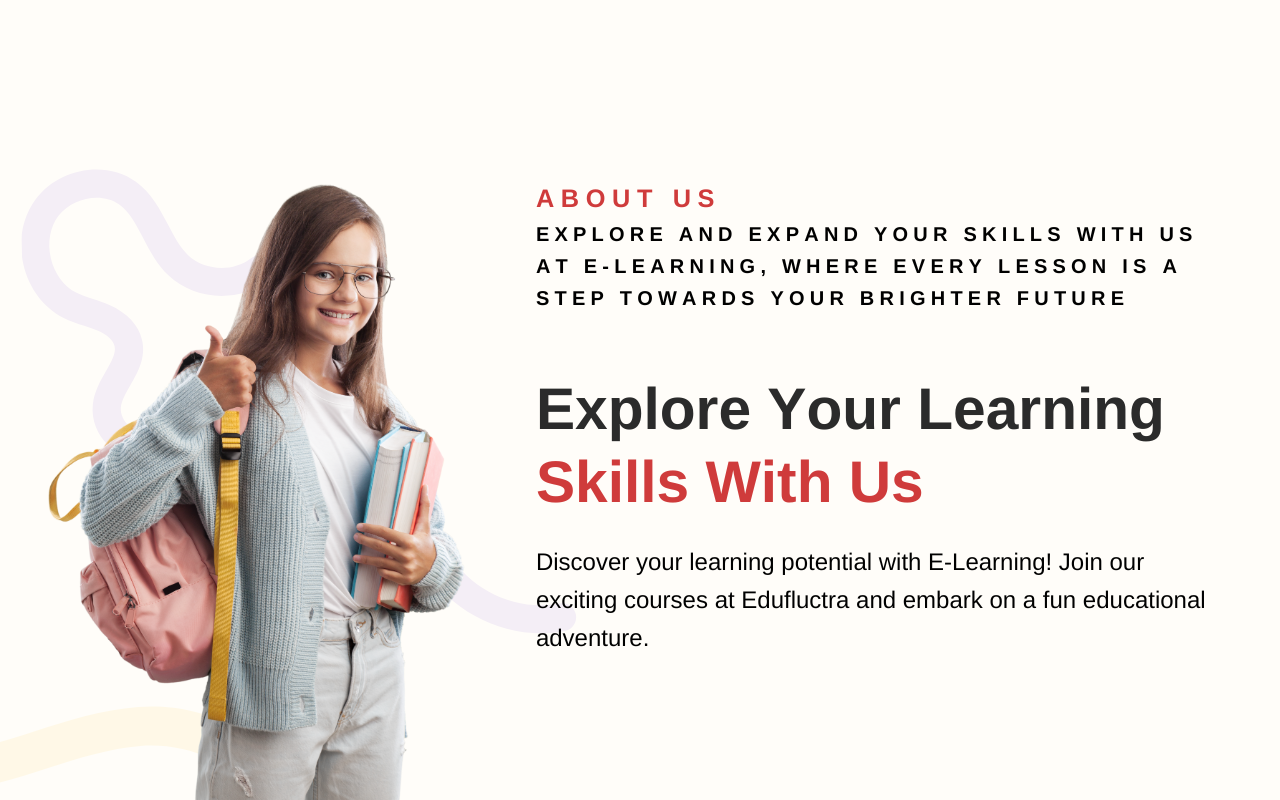 ABOUT US
EXPLORE AND EXPAND YOUR SKILLS WITH US
AT E-LEARNING, WHERE EVERY LESSON IS A
STEP TOWARDS YOUR BRIGHTER FUTURE
Explore Your Learning
Skills With Us
Discover your learning potential with E-Learning! Join our
exciting courses at Edufluctra and embark on a fun educational
adventure.